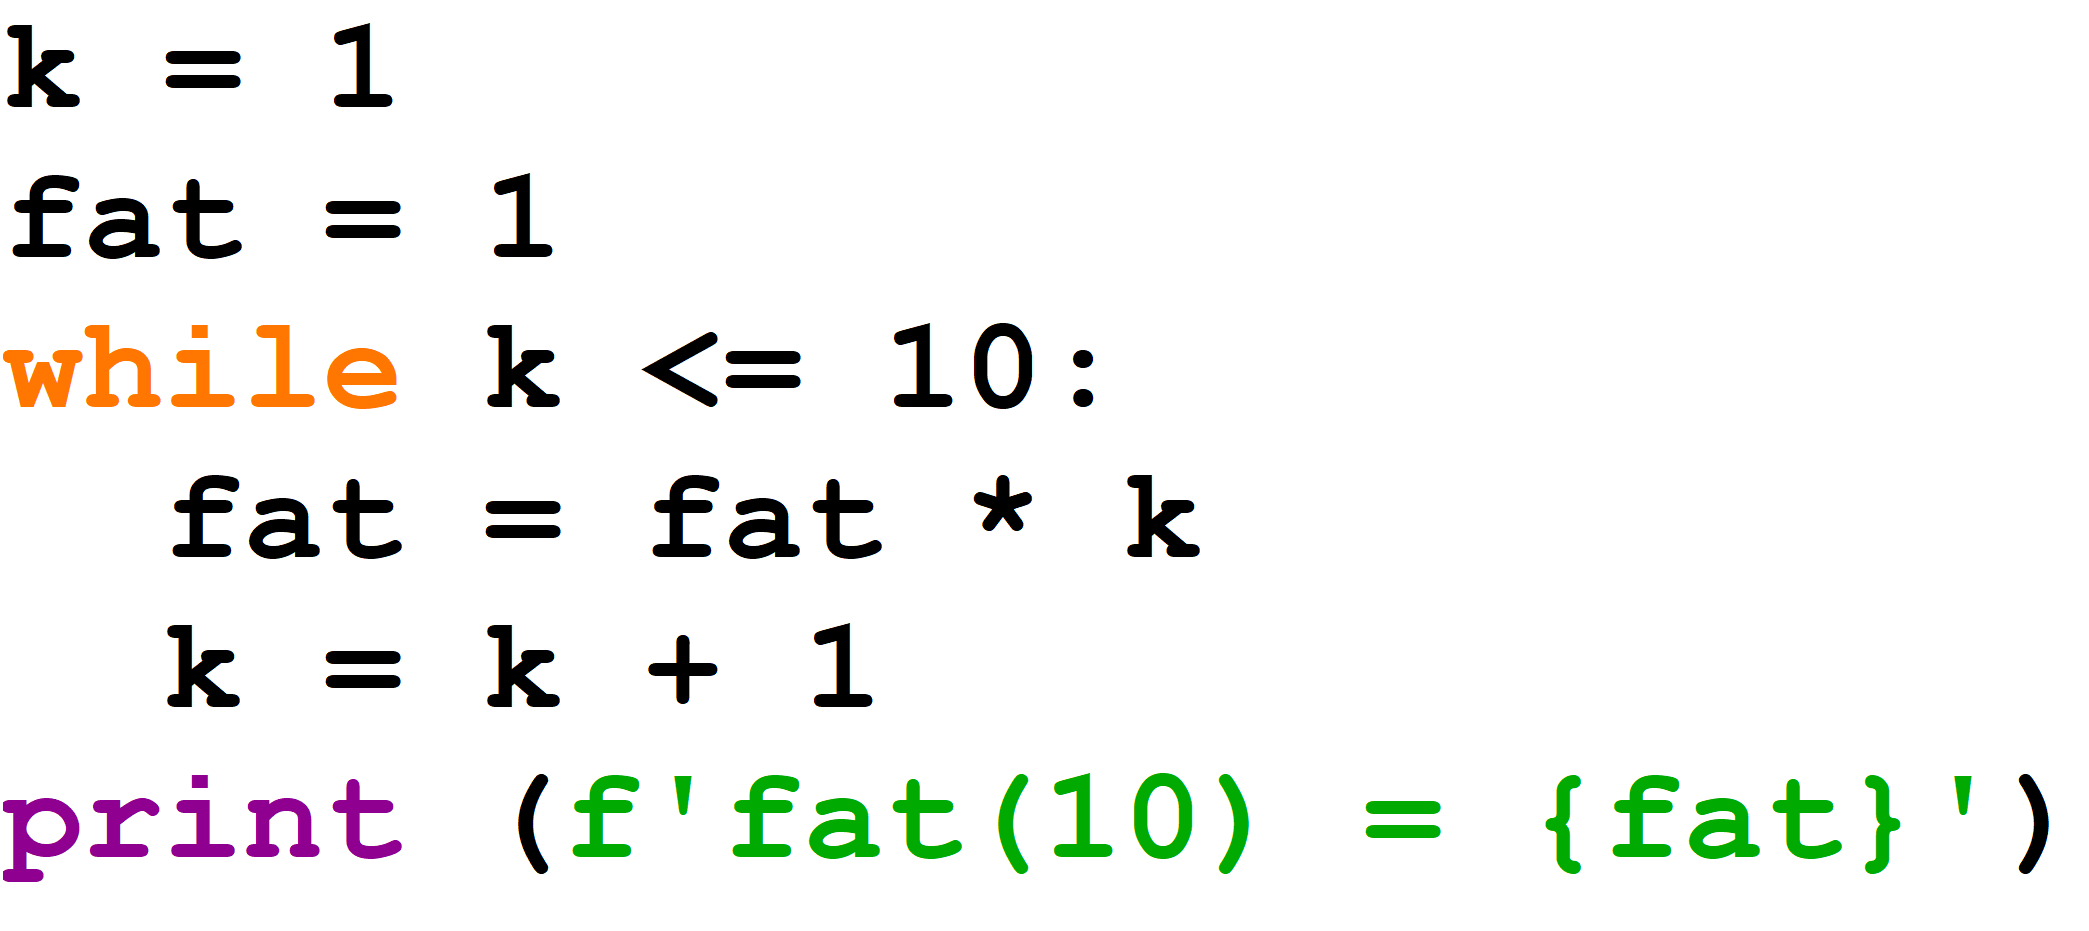 k = 1
fat = 1
while k <= 10:
  fat = fat * k
  k = k + 1
print (f'fat(10) = {fat}')